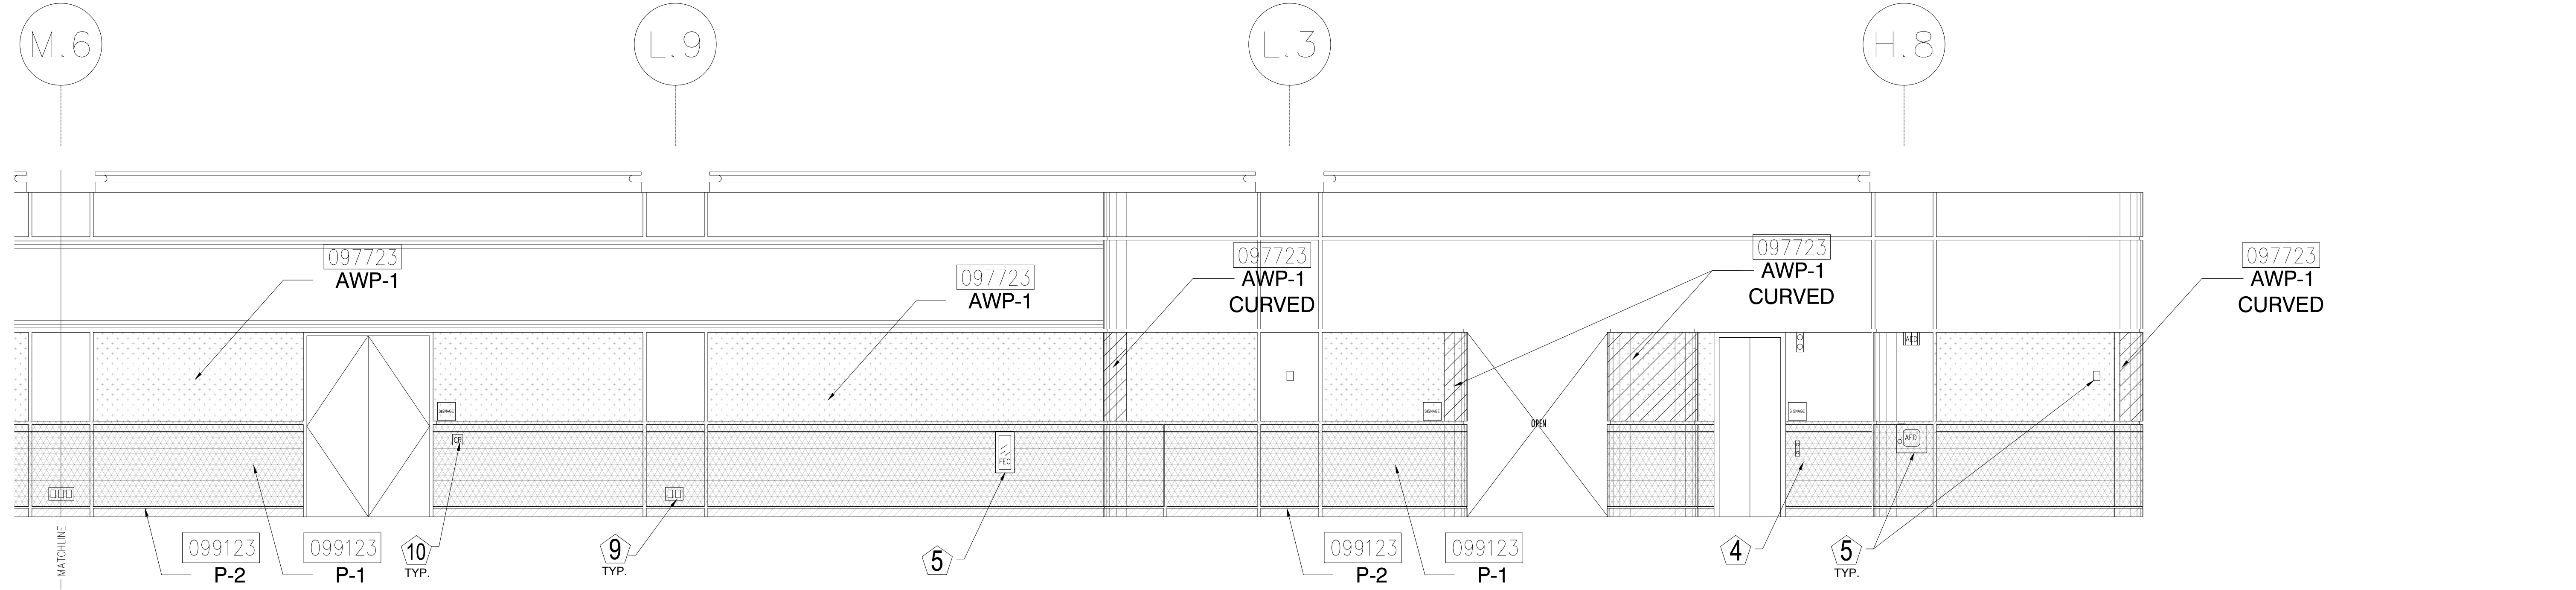 M.6
L.9
L.3
H.8
097723
AWP-1
097723
AWP-1
097723
AWP-1
CURVED
097723
AWP-1
CURVED
097723
AWP-1
CURVED
AED
SIGNAGE
SIGNAGE
SIGNAGE
OPEN
CR
FEC
AED
MATCHLINE
099123
P-2
099123
P-1
10
TYP.
9
TYP.
5
099123
P-2
099123
P-1
4
5
TYP.